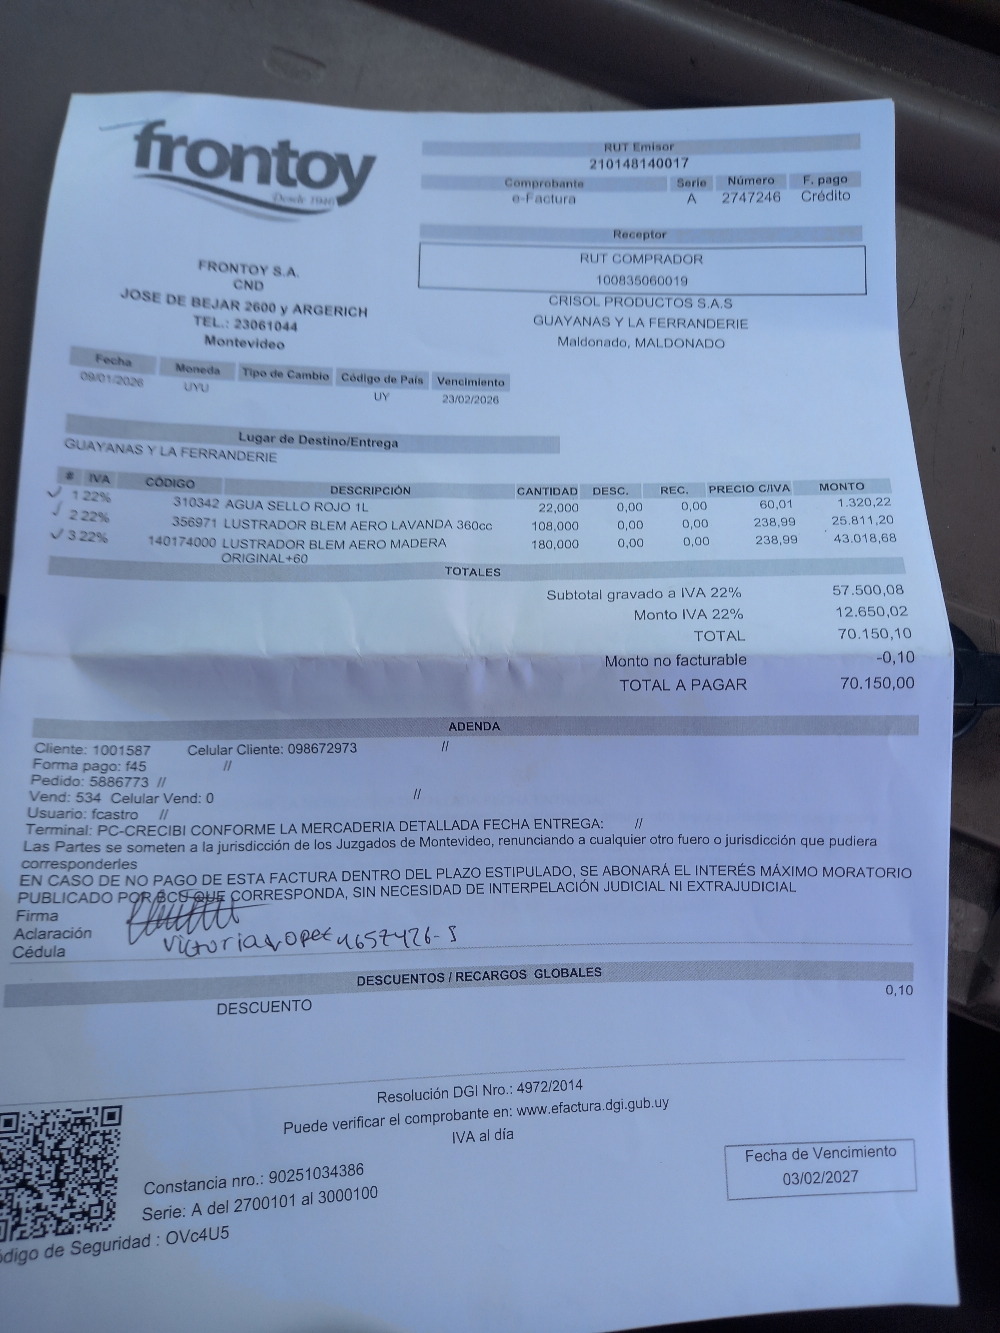 frontoy
Desde 1946
RUT Emisor
210148140017
Comprobante Serie Número F. pago
e-Factura A 2747246 Crédito
Receptor
RUT COMPRADOR
100835060019
CRISOL PRODUCTOS S.A.S
GUAYANAS Y LA FERRANDERIE
Maldonado, MALDONADO
FRONTOY S.A.
CND
JOSE DE BEJAR 2600 y ARGERICH
TEL.: 23061044
Montevideo
Fecha Moneda Tipo de Cambio Código de País Vencimiento
09/01/2026 UYU UY 23/02/2026
Lugar de Destino/Entrega
GUAYANAS Y LA FERRANDERIE
# IVA CÓDIGO DESCRIPCIÓN CANTIDAD DESC. REC. PRECIO C/IVA MONTO
1 22% 310342 AGUA SELLO ROJO 1L 22,000 0,00 0,00 60,01 1.320,22
2 22% 356971 LUSTRADOR BLEM AERO LAVANDA 360cc 108,000 0,00 0,00 238,99 25.811,20
3 22% 140174000 LUSTRADOR BLEM AERO MADERA 180,000 0,00 0,00 238,99 43.018,68
ORIGINAL+60
TOTALES
Subtotal gravado a IVA 22% 57.500,08
Monto IVA 22% 12.650,02
TOTAL 70.150,10
Monto no facturable -0,10
TOTAL A PAGAR 70.150,00
ADENDA
Cliente: 1001587 Celular Cliente: 098672973 //
Forma pago: f45 //
Pedido: 5886773 //
Vend: 534 Celular Vend: 0 //
Usuario: fcastro //
Terminal: PC-CRECIBI CONFORME LA MERCADERIA DETALLADA FECHA ENTREGA: //
Las Partes se someten a la jurisdicción de los Juzgados de Montevideo, renunciando a cualquier otro fuero o jurisdicción que pudiera
corresponderles
EN CASO DE NO PAGO DE ESTA FACTURA DENTRO DEL PLAZO ESTIPULADO, SE ABONARÁ EL INTERÉS MÁXIMO MORATORIO
PUBLICADO POR BCU QUE CORRESPONDA, SIN NECESIDAD DE INTERPELACIÓN JUDICIAL NI EXTRAJUDICIAL
Firma
Aclaración Victoria Lopez 4657426-5
Cédula
DESCUENTOS / RECARGOS GLOBALES
DESCUENTO 0,10
Resolución DGI Nro.: 4972/2014
Puede verificar el comprobante en: www.efactura.dgi.gub.uy
IVA al día
Constancia nro.: 90251034386
Serie: A del 2700101 al 3000100
ódigo de Seguridad : OVc4U5
Fecha de Vencimiento
03/02/2027